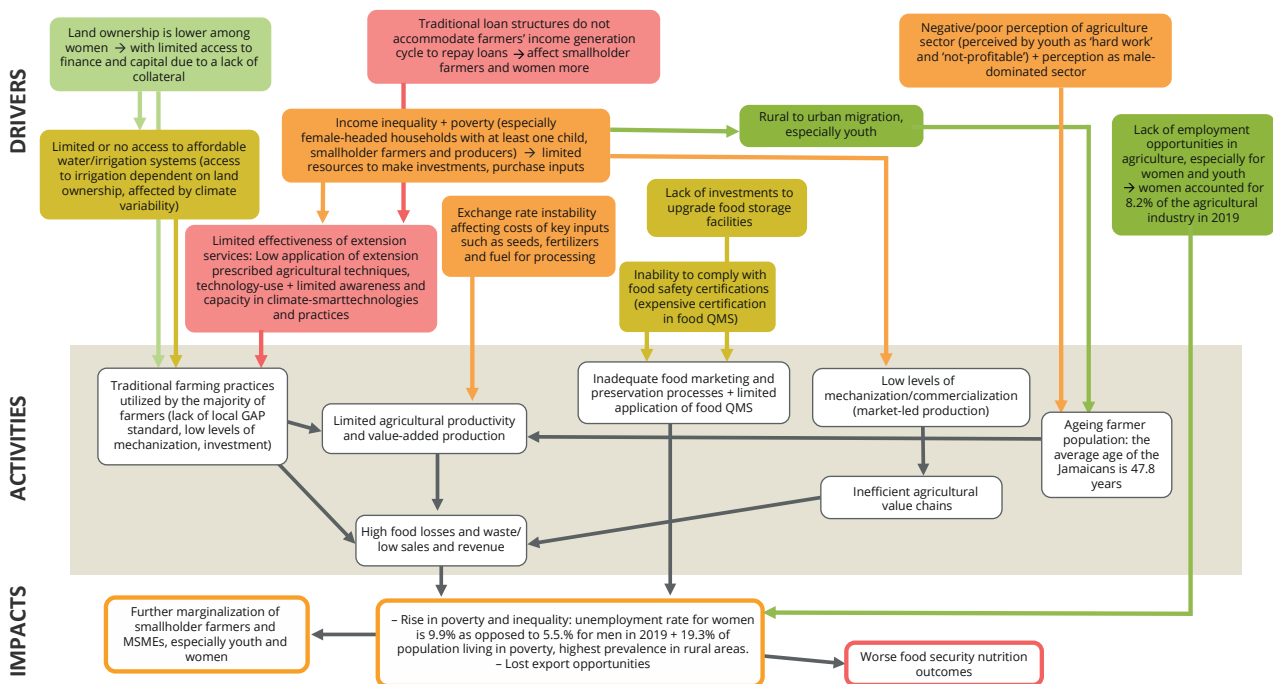 DRIVERS
Land ownership is lower among
women → with limited access to
finance and capital due to a lack of
collateral
Traditional loan structures do not
accommodate farmers’ income generation
cycle to repay loans → affect smallholder
farmers and women more
Negative/poor perception of agriculture
sector (perceived by youth as ‘hard work’
and ‘not-profitable’) + perception as male-
dominated sector
Limited or no access to affordable
water/irrigation systems (access
to irrigation dependent on land
ownership, affected by climate
variability)
Income inequality + poverty (especially
female-headed households with at least one child,
smallholder farmers and producers) → limited
resources to make investments, purchase inputs
Rural to urban migration,
especially youth
Lack of employment
opportunities in
agriculture, especially for
women and youth
→ women accounted for
8.2% of the agricultural
industry in 2019
Limited effectiveness of extension
services: Low application of extension
prescribed agricultural techniques,
technology-use + limited awareness and
capacity in climate-smarttechnologies
and practices
Exchange rate instability
affecting costs of key inputs
such as seeds, fertilizers
and fuel for processing
Lack of investments to
upgrade food storage
facilities
Inability to comply with
food safety certifications
(expensive certification
in food QMS)
ACTIVITIES
Traditional farming practices
utilized by the majority of
farmers (lack of local GAP
standard, low levels of
mechanization, investment)
Limited agricultural productivity
and value-added production
Inadequate food marketing and
preservation processes + limited
application of food QMS
Low levels of
mechanization/commercialization
(market-led production)
Ageing farmer
population: the
average age of the
Jamaicans is 47.8
years
Inefficient agricultural
value chains
High food losses and waste/
low sales and revenue
IMPACTS
Further marginalization of
smallholder farmers and
MSMEs, especially youth and
women
– Rise in poverty and inequality: unemployment rate for women
is 9.9% as opposed to 5.5.% for men in 2019 + 19.3% of
population living in poverty, highest prevalence in rural areas.
– Lost export opportunities
Worse food security nutrition
outcomes